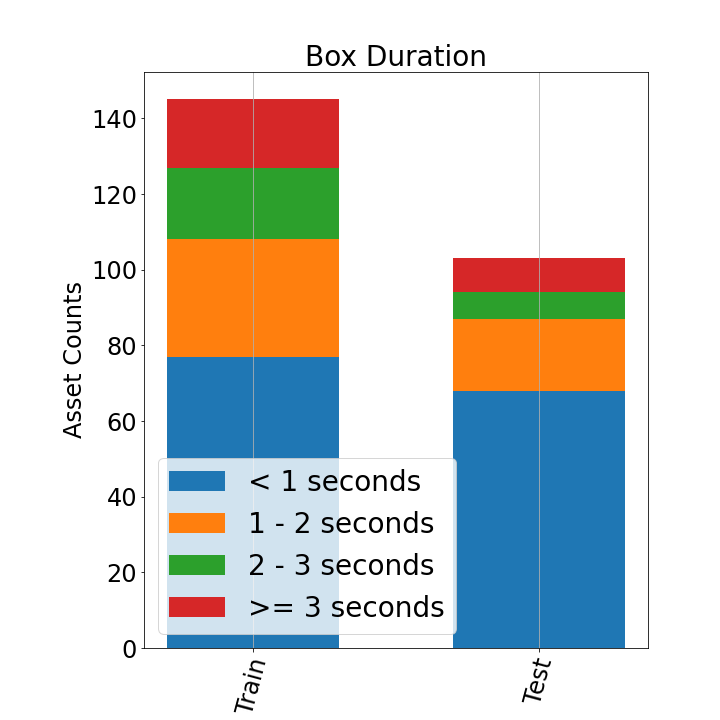 Box Duration
140
120
100
80
60
40
20
0
Asset Counts
< 1 seconds
1 - 2 seconds
2 - 3 seconds
>= 3 seconds
Train
Test